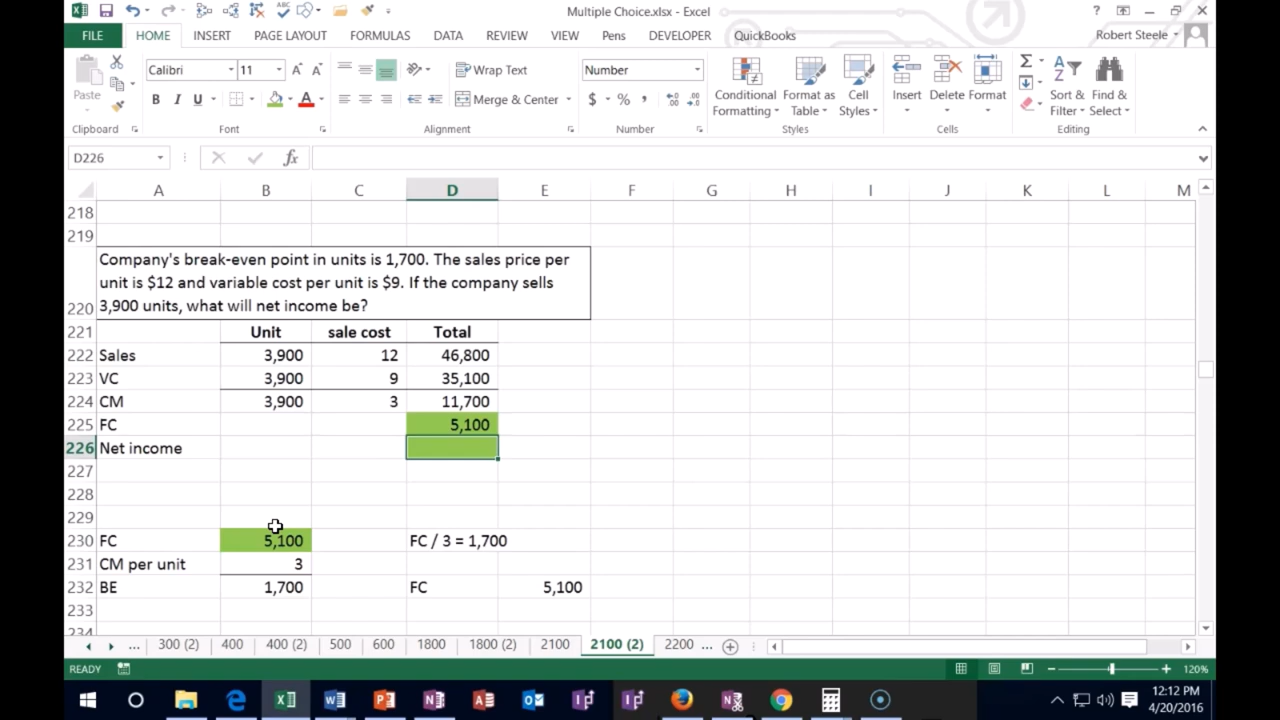 Multiple Choice.xlsx - Excel
FILE HOME INSERT PAGE LAYOUT FORMULAS DATA REVIEW VIEW Pens DEVELOPER QuickBooks Robert Steele
Paste Calibri 11 A A Wrap Text Number Conditional Formatting Format as Table Cell Styles Insert Delete Format Sort & Filter Find & Select
B I U A Merge & Center $ % ,
Clipboard Font Alignment Number Styles Cells Editing
D226 fx
A B C D E F G H I J K L M
218
219
Company's break-even point in units is 1,700. The sales price per
unit is $12 and variable cost per unit is $9. If the company sells
220 3,900 units, what will net income be?
221 Unit sale cost Total
222 Sales 3,900 12 46,800
223 VC 3,900 9 35,100
224 CM 3,900 3 11,700
225 FC 5,100
226 Net income
227
228
229
230 FC 5,100 FC / 3 = 1,700
231 CM per unit 3
232 BE 1,700 FC 5,100
233
234
... 300 (2) 400 400 (2) 500 600 1800 1800 (2) 2100 2100 (2) 2200 ...
READY 120%
12:12 PM
4/20/2016